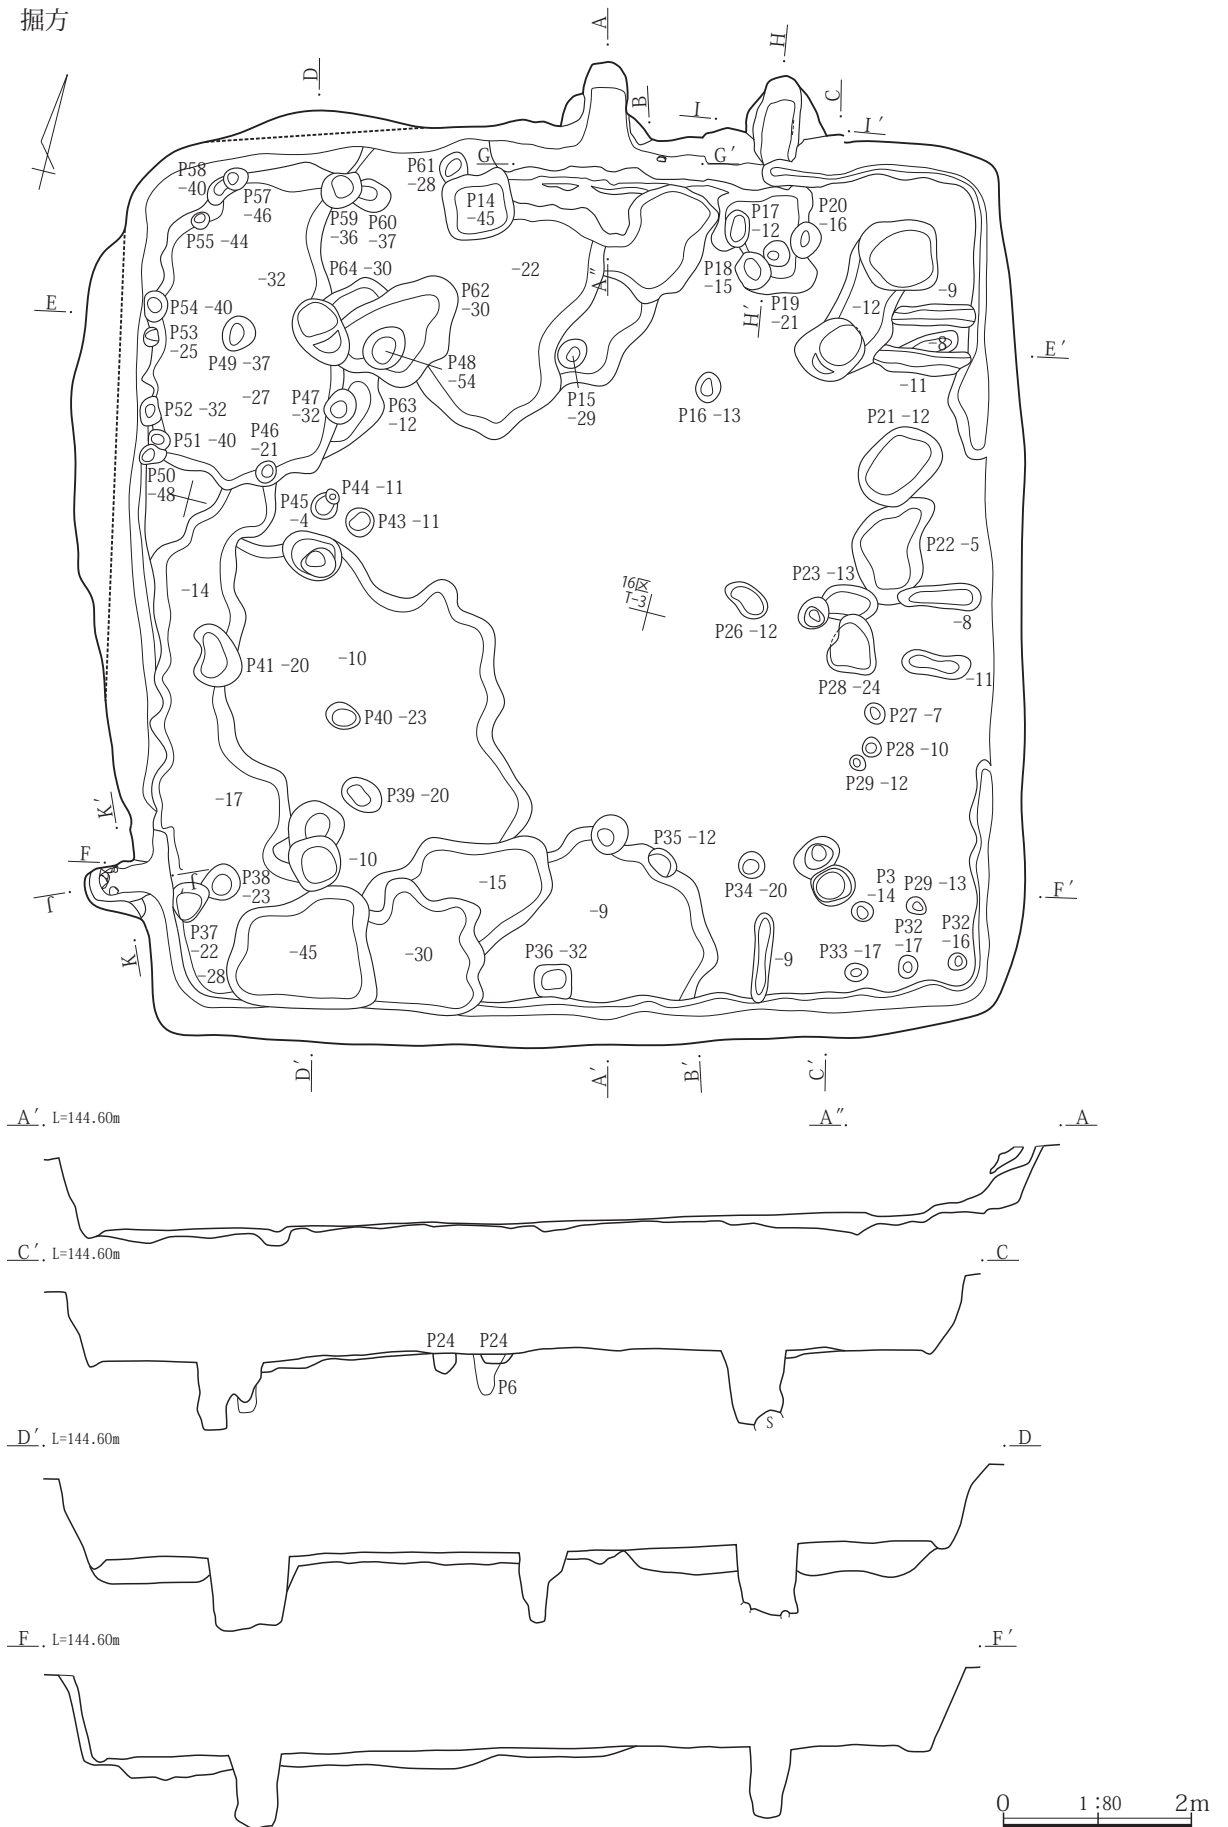 掘方
A
H
D
B
I
C
I′
P58
-40
P57
-46
P55 -44
P61
-28
G
G′
P14
-45
P59
-36
P60
-37
P17
-12
P20
-16
P18
-15
P19
-21
H′
A″
-32
P64 -30
-22
P62
-30
E
P54 -40
P53
-25
P49 -37
-9
-12
-8
-11
E′
P48
-54
P15
-29
P16 -13
P52 -32
-27
P47
-32
P63
-12
P21 -12
P51 -40
P46
-21
P50
-48
P45
-4
P44 -11
P43 -11
P22 -5
P23 -13
16区
T-3
-14
P26 -12
-8
P41 -20
-10
P28 -24
-11
P27 -7
P40 -23
P28 -10
P29 -12
P39 -20
-17
K′
F
J′
J
P38
-23
-10
P35 -12
-15
P34 -20
P3
-14
P29 -13
F′
P37
-22
-28
K
-45
-30
-9
P36 -32
-9
P33 -17
P32
-17
P32
-16
D′
A′
B′
C′
A′ L=144.60m
A″
A
C′ L=144.60m
C
P24
P24
P6
S
D′ L=144.60m
D
F L=144.60m
F′
0
1:80
2m